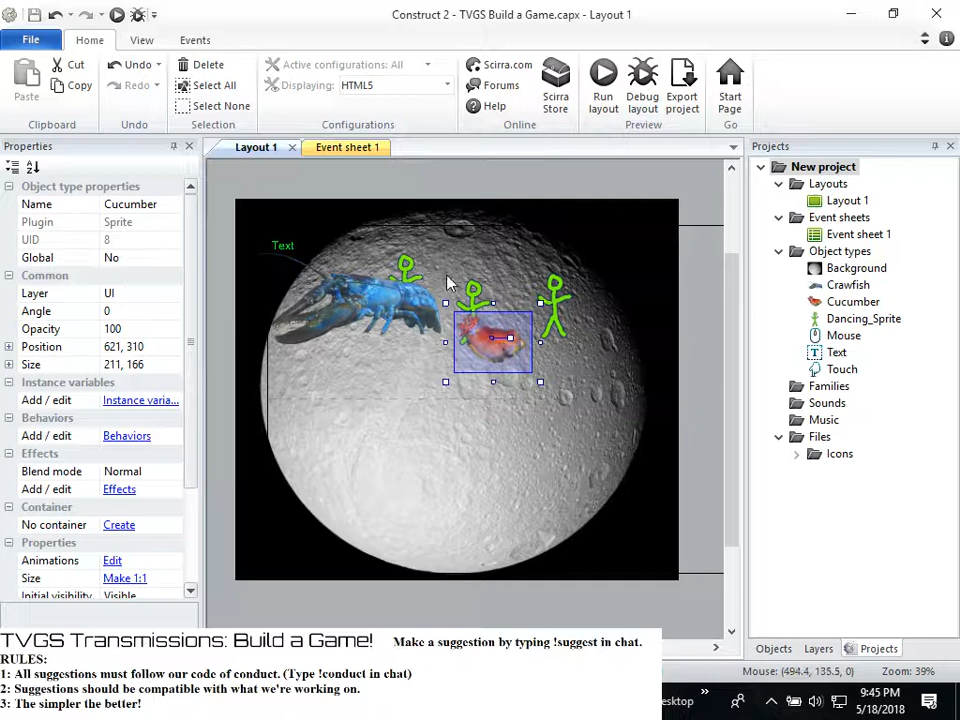 Construct 2 - TVGS Build a Game.capx - Layout 1
File
Home
View
Events
Paste
Cut
Copy
Clipboard
Undo
Redo
Undo
Delete
Select All
Select None
Selection
Active configurations: All
Displaying:
HTML5
Configurations
Scirra.com
Forums
Help
Scirra Store
Online
Run layout
Debug layout
Export project
Preview
Start Page
Go
Properties
Object type properties
Name Cucumber
Plugin Sprite
UID 8
Global No
Common
Layer UI
Angle 0
Opacity 100
Position 621, 310
Size 211, 166
Instance variables
Add / edit Instance varia...
Behaviors
Add / edit Behaviors
Effects
Blend mode Normal
Add / edit Effects
Container
No container Create
Properties
Animations Edit
Size Make 1:1
Initial visibility Visible
Layout 1
Event sheet 1
Text
Projects
New project
Layouts
Layout 1
Event sheets
Event sheet 1
Object types
Background
Crawfish
Cucumber
Dancing_Sprite
Mouse
Text
Touch
Families
Sounds
Music
Files
Icons
Objects
Layers
Projects
Mouse: (494.4, 135.5, 0)
Zoom: 39%
TVGS Transmissions: Build a Game!
Make a suggestion by typing !suggest in chat.
RULES:
1: All suggestions must follow our code of conduct. (Type !conduct in chat)
2: Suggestions should be compatible with what we're working on.
3: The simpler the better!
esktop
9:45 PM
5/18/2018